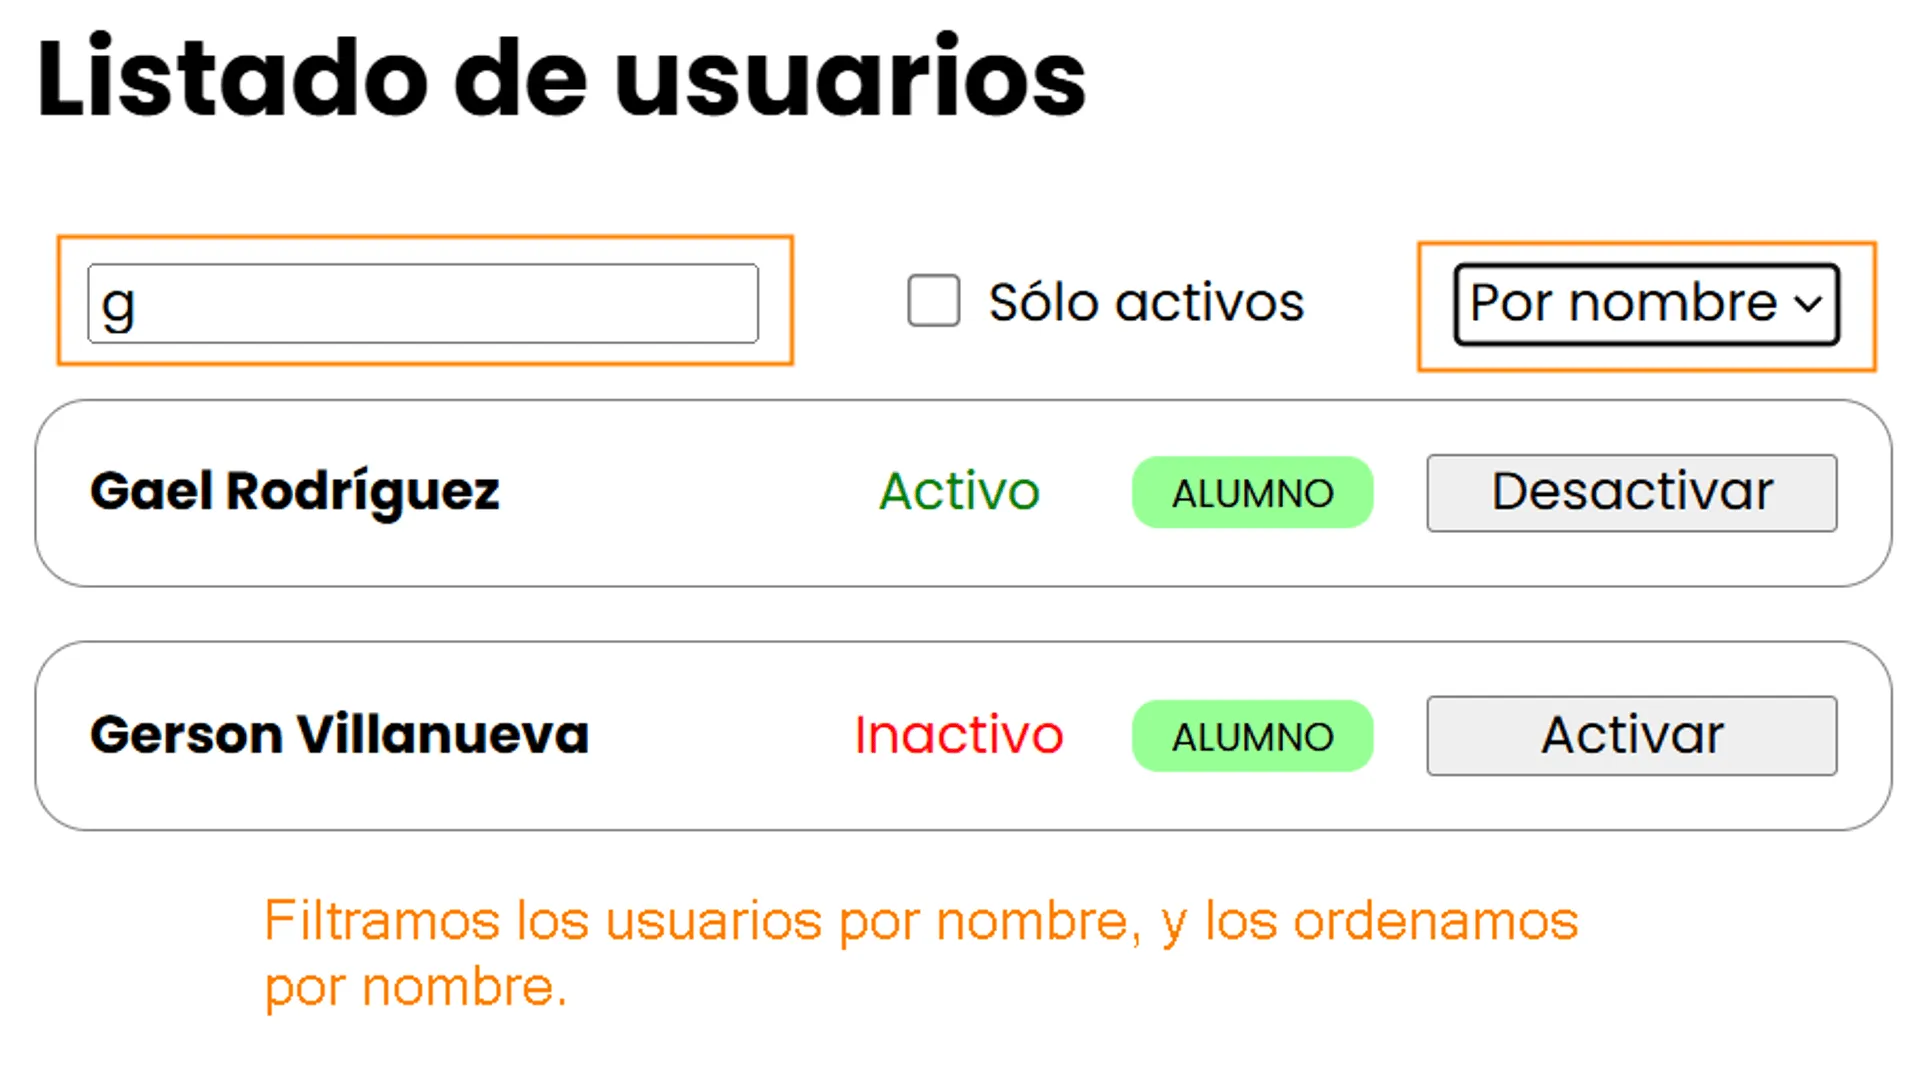 Listado de usuarios
g
Sólo activos
Por nombre
Gael Rodríguez
Activo
ALUMNO
Desactivar
Gerson Villanueva
Inactivo
ALUMNO
Activar
Filtramos los usuarios por nombre, y los ordenamos
por nombre.